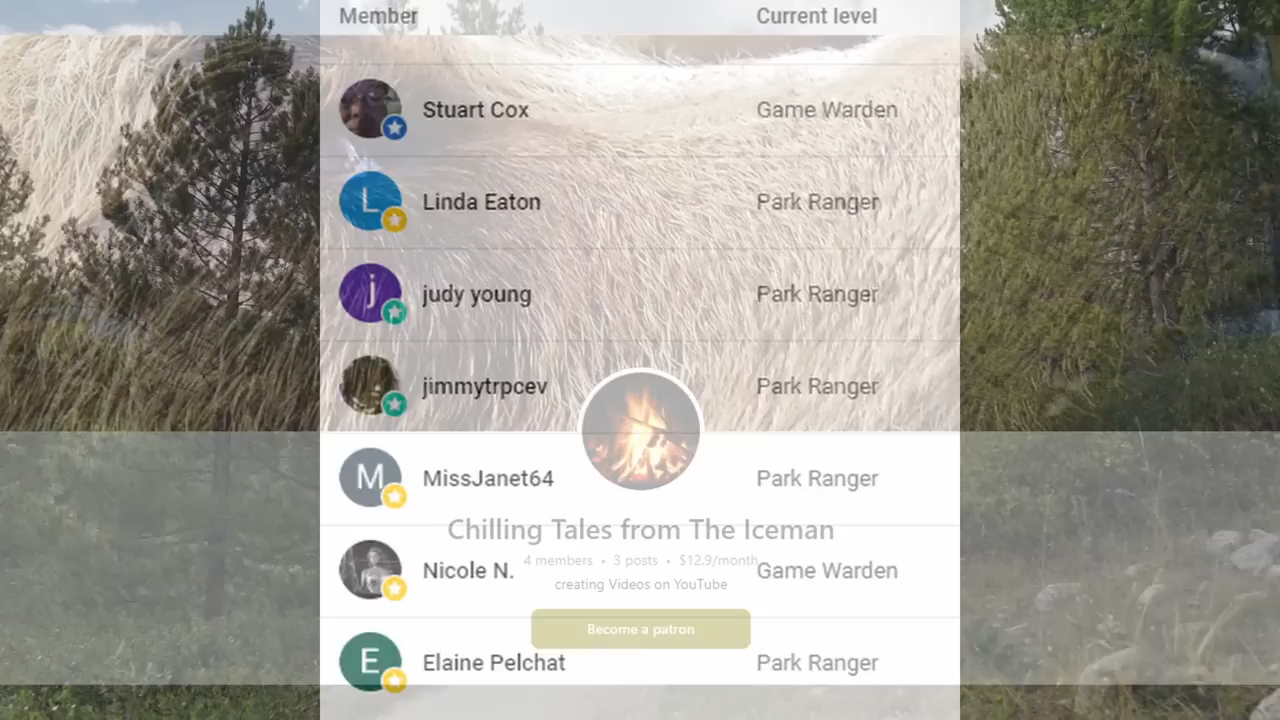 Member Current level
Stuart Cox Game Warden
L Linda Eaton Park Ranger
j judy young Park Ranger
jimmytrpcev Park Ranger
M MissJanet64 Park Ranger
Chilling Tales from The Iceman
4 members • 3 posts • $12.9/month
Nicole N. Game Warden
creating Videos on YouTube
Become a patron
E Elaine Pelchat Park Ranger